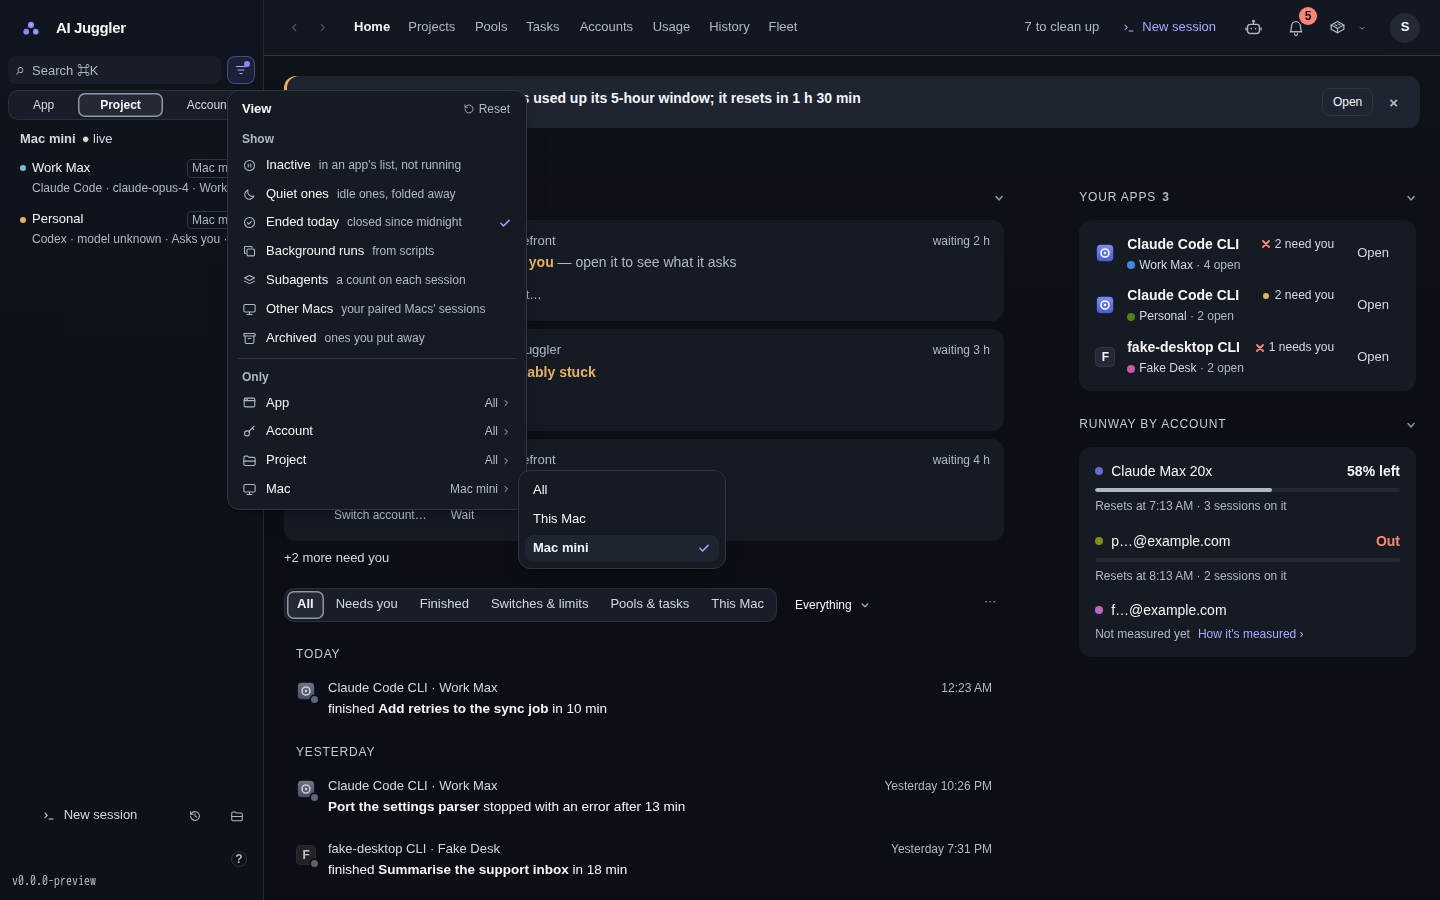 AI Juggler
Home Projects Pools Tasks Accounts Usage History Fleet
7 to clean up
New session
5
S
Search ⌘K
App Project
Mac mini ● live
Work Max
Claude Code · claude-opus-4 · Work
Personal
Codex · model unknown · Asks you ·
used up its 5-hour window; it resets in 1 h 30 min
Open ×
View Reset
Show
Inactive in an app's list, not running
Quiet ones idle ones, folded away
Ended today closed since midnight
Background runs from scripts
Subagents a count on each session
Other Macs your paired Macs' sessions
Archived ones you put away
Only
App All
Account All
Project All
Mac Mac mini
All
This Mac
Mac mini
waiting 2 h
you — open it to see what it asks
waiting 3 h
stuck
waiting 4 h
Switch account… Wait
+2 more need you
All Needs you Finished Switches & limits Pools & tasks This Mac Everything ···
TODAY
Claude Code CLI · Work Max 12:23 AM
finished Add retries to the sync job in 10 min
YESTERDAY
Claude Code CLI · Work Max Yesterday 10:26 PM
Port the settings parser stopped with an error after 13 min
F
fake-desktop CLI · Fake Desk Yesterday 7:31 PM
finished Summarise the support inbox in 18 min
YOUR APPS 3
Claude Code CLI 2 need you
Work Max · 4 open
Open
Claude Code CLI 2 need you
Personal · 2 open
Open
F
fake-desktop CLI 1 needs you
Fake Desk · 2 open
Open
RUNWAY BY ACCOUNT
Claude Max 20x 58% left
Resets at 7:13 AM · 3 sessions on it
p…@example.com Out
Resets at 8:13 AM · 2 sessions on it
f…@example.com
Not measured yet How it's measured ›
New session
?
v0.0.0-preview